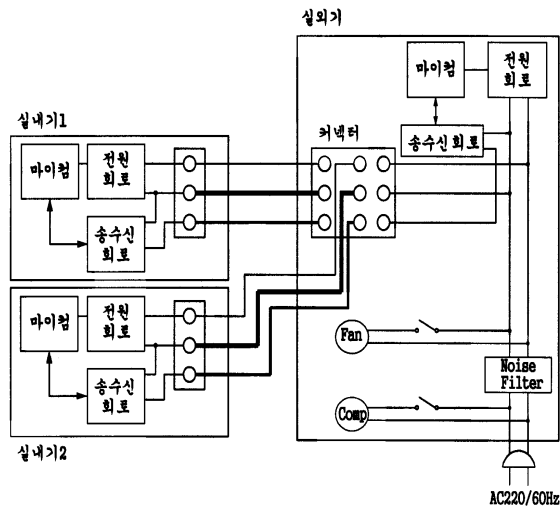 실외기
마이컴
전원
회로
송수신회로
커넥터
실내기1
마이컴
전원
회로
송수신
회로
마이컴
전원
회로
송수신
회로
실내기2
Fan
Noise
Filter
Comp
AC220/60Hz